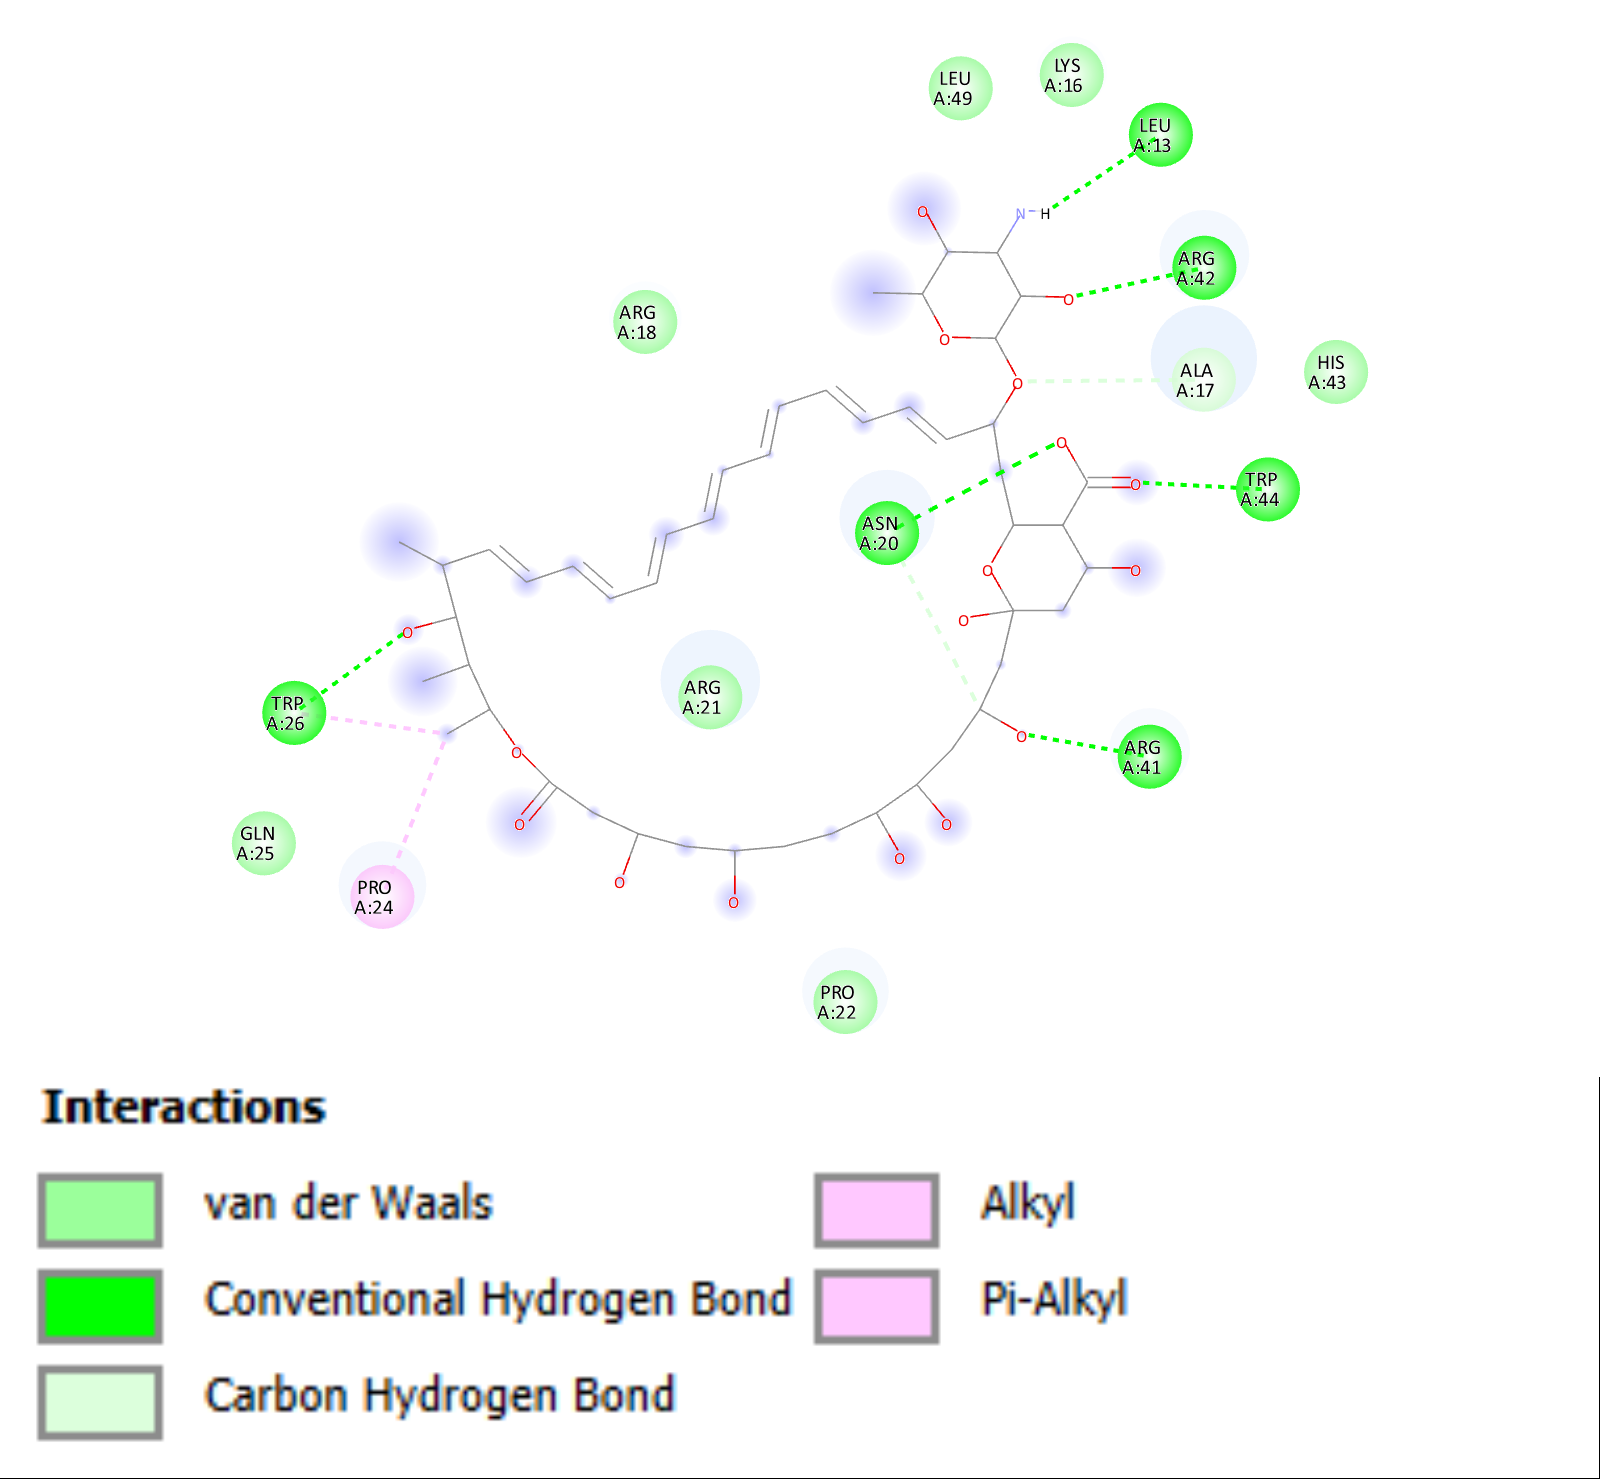 LEU
A:49
LYS
A:16
LEU
A:13
O
N
H
ARG
A:42
O
ARG
A:18
O
O
ALA
A:17
HIS
A:43
O
O
TRP
A:44
ASN
A:20
O
O
O
O
ARG
A:21
TRP
A:26
O
O
ARG
A:41
O
O
O
GLN
A:25
O
PRO
A:24
O
O
PRO
A:22
Interactions
van der Waals
Conventional Hydrogen Bond
Carbon Hydrogen Bond
Alkyl
Pi-Alkyl